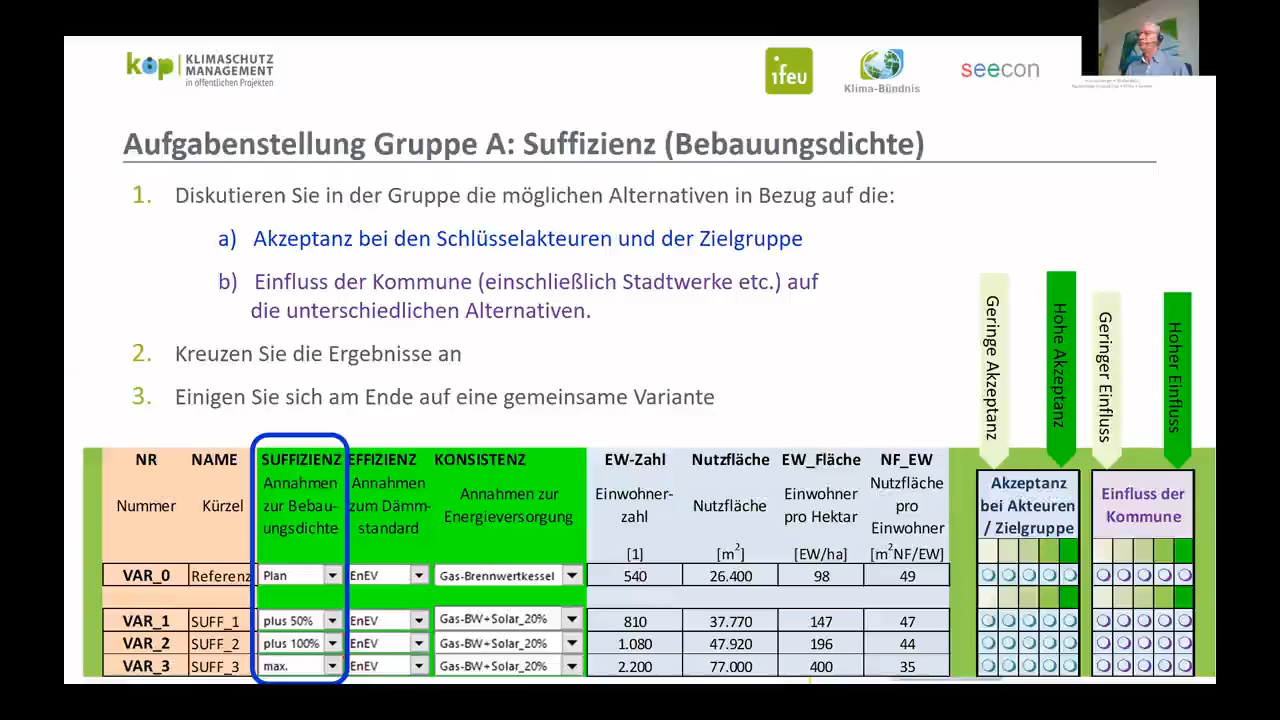 köp KLIMASCHUTZ
MANAGEMENT
in öffentlichen Projekten
ifeu
Klima-Bündnis
seecon
Aufgabenstellung Gruppe A: Suffizienz (Bebauungsdichte)
1. Diskutieren Sie in der Gruppe die möglichen Alternativen in Bezug auf die:
a) Akzeptanz bei den Schlüsselakteuren und der Zielgruppe
b) Einfluss der Kommune (einschließlich Stadtwerke etc.) auf
die unterschiedlichen Alternativen.
2. Kreuzen Sie die Ergebnisse an
3. Einigen Sie sich am Ende auf eine gemeinsame Variante
Geringe Akzeptanz
Hohe Akzeptanz
Geringer Einfluss
Hoher Einfluss
NR NAME SUFFIZIENZ EFFIZIENZ KONSISTENZ EW-Zahl Nutzfläche EW_Fläche NF_EW
Nummer Kürzel
Annahmen
zur Bebau-
ungsdichte
Annahmen
zum Dämm-
standard
Annahmen zur
Energieversorgung
Einwohner-
zahl
[1]
Nutzfläche
[m²]
Einwohner
pro Hektar
[EW/ha]
Nutzfläche
pro
Einwohner
[m²NF/EW]
Akzeptanz
bei Akteuren
/ Zielgruppe
Einfluss der
Kommune
VAR_0 Referenz Plan EnEV Gas-Brennwertkessel 540 26.400 98 49
VAR_1 SUFF_1 plus 50% EnEV Gas-BW+Solar_20% 810 37.770 147 47
VAR_2 SUFF_2 plus 100% EnEV Gas-BW+Solar_20% 1.080 47.920 196 44
VAR_3 SUFF_3 max. EnEV Gas-BW+Solar_20% 2.200 77.000 400 35